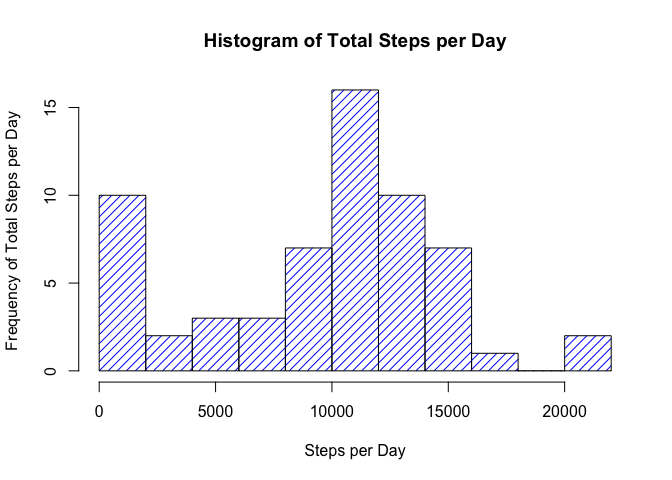 Histogram of Total Steps per Day
Frequency of Total Steps per Day
15
10
5
0
0 5000 10000 15000 20000
Steps per Day